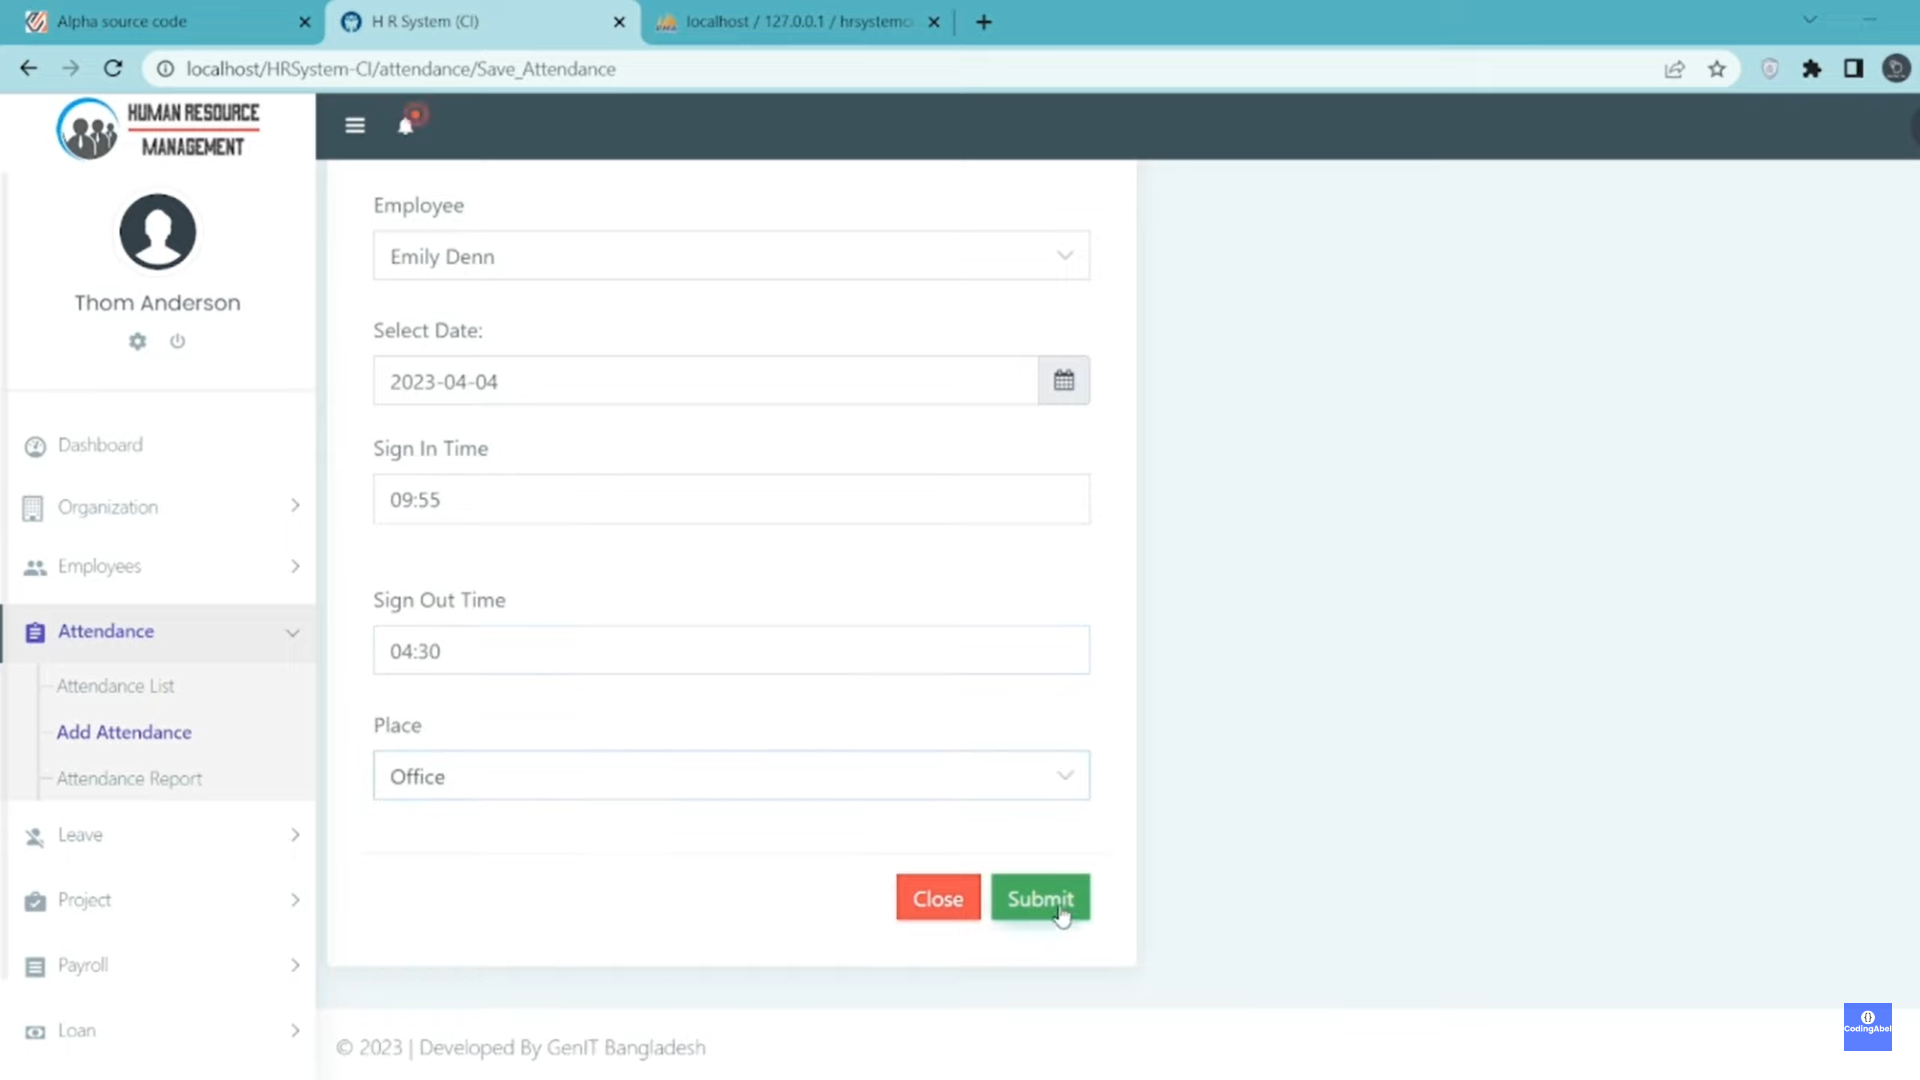 Alpha source code
H R System (CI)
localhost / 127.0.0.1 / hrsystemc
localhost/HRSystem-CI/attendance/Save_Attendance
HUMAN RESOURCE
MANAGEMENT
Thom Anderson
Dashboard
Organization
Employees
Attendance
Attendance List
Add Attendance
Attendance Report
Leave
Project
Payroll
Loan
Employee
Emily Denn
Select Date:
2023-04-04
Sign In Time
09:55
Sign Out Time
04:30
Place
Office
Close
Submit
© 2023 | Developed By GenIT Bangladesh
{}
CodingAbel